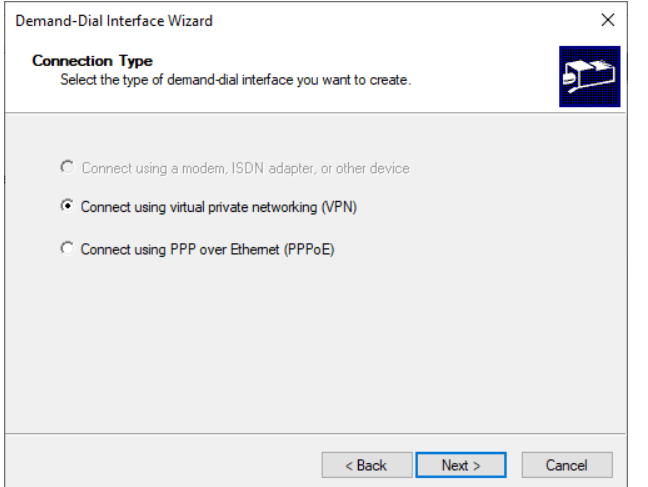 Demand-Dial Interface Wizard
Connection Type
Select the type of demand-dial interface you want to create.
Connect using a modem, ISDN adapter, or other device
Connect using virtual private networking (VPN)
Connect using PPP over Ethernet (PPPoE)
< Back Next > Cancel